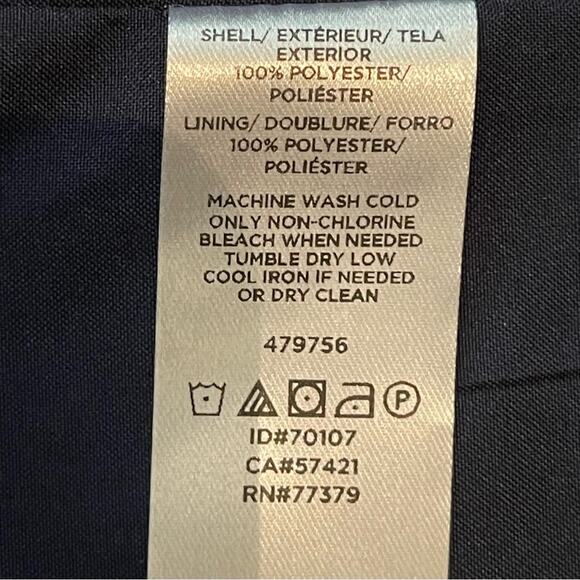 SHELL/ EXTÉRIEUR/ TELA
EXTERIOR
100% POLYESTER/
POLIÉSTER
LINING/ DOUBLURE/ FORRO
100% POLYESTER/
POLIÉSTER
MACHINE WASH COLD
ONLY NON-CHLORINE
BLEACH WHEN NEEDED
TUMBLE DRY LOW
COOL IRON IF NEEDED
OR DRY CLEAN
479756
P
ID#70107
CA#57421
RN#77379